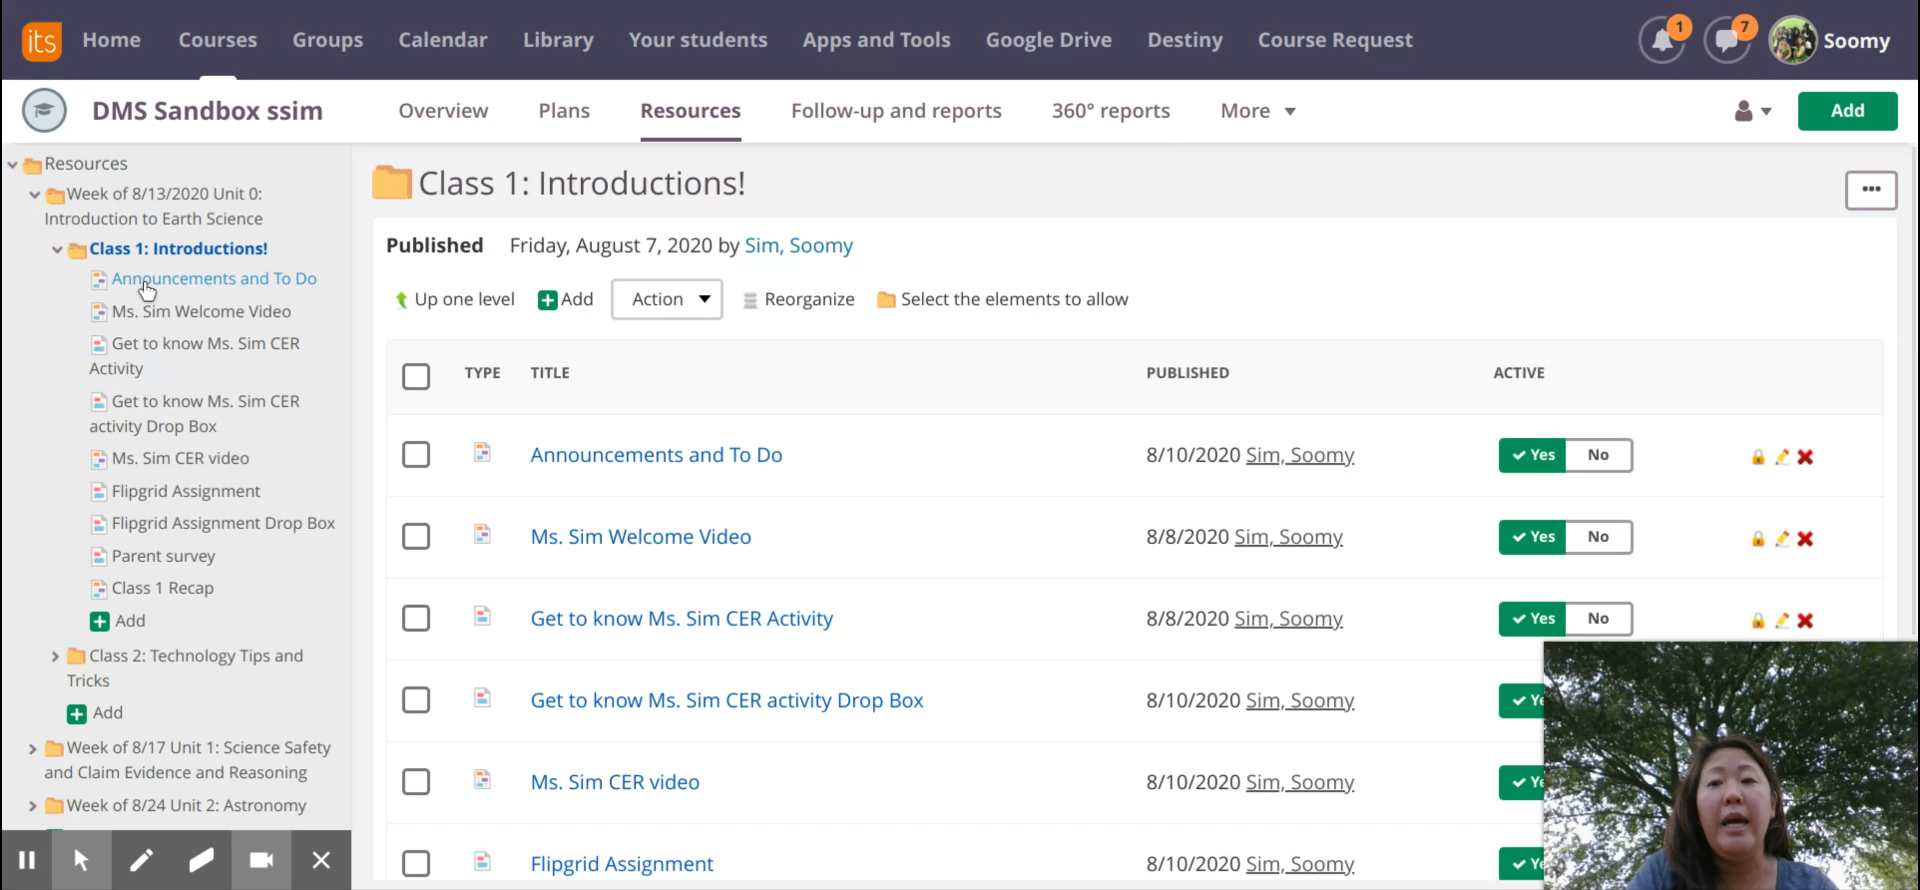 its Home Courses Groups Calendar Library Your students Apps and Tools Google Drive Destiny Course Request 1 7 Soomy
DMS Sandbox ssim Overview Plans Resources Follow-up and reports 360° reports More Add
Resources
Week of 8/13/2020 Unit 0:
Introduction to Earth Science
Class 1: Introductions!
Announcements and To Do
Ms. Sim Welcome Video
Get to know Ms. Sim CER
Activity
Get to know Ms. Sim CER
activity Drop Box
Ms. Sim CER video
Flipgrid Assignment
Flipgrid Assignment Drop Box
Parent survey
Class 1 Recap
Add
Class 2: Technology Tips and
Tricks
Add
Week of 8/17 Unit 1: Science Safety
and Claim Evidence and Reasoning
Week of 8/24 Unit 2: Astronomy
Class 1: Introductions!
Published Friday, August 7, 2020 by Sim, Soomy
Up one level Add Action Reorganize Select the elements to allow
TYPE TITLE PUBLISHED ACTIVE
Announcements and To Do 8/10/2020 Sim, Soomy Yes No
Ms. Sim Welcome Video 8/8/2020 Sim, Soomy Yes No
Get to know Ms. Sim CER Activity 8/8/2020 Sim, Soomy Yes No
Get to know Ms. Sim CER activity Drop Box 8/10/2020 Sim, Soomy
Ms. Sim CER video 8/10/2020 Sim, Soomy
Flipgrid Assignment 8/10/2020 Sim, Soomy